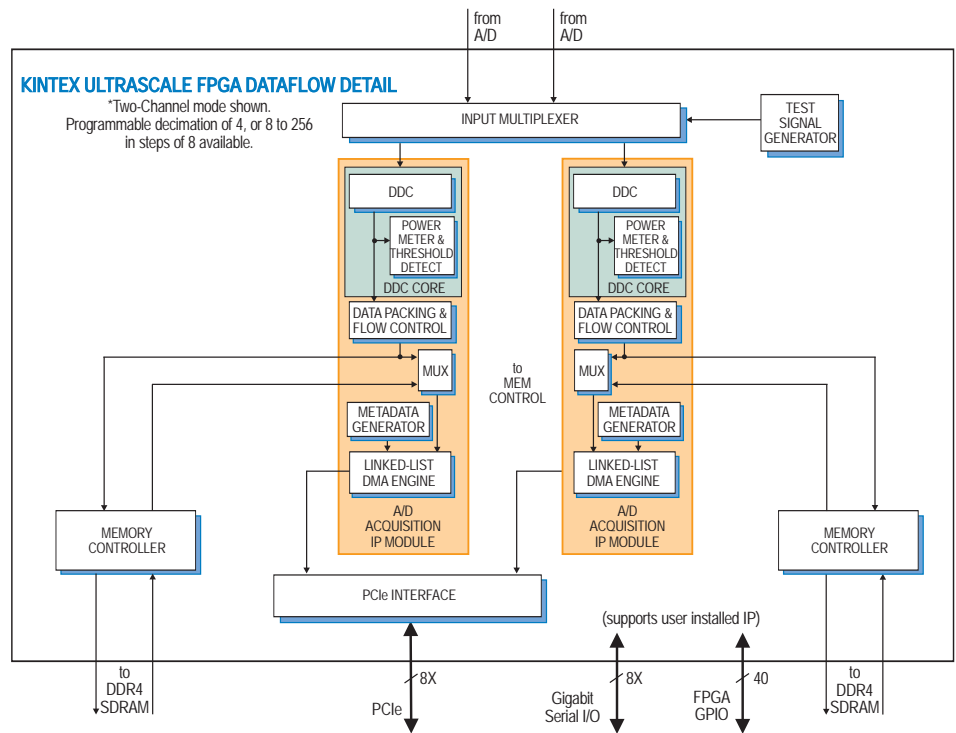 from
A/D
from
A/D
KINTEX ULTRASCALE FPGA DATAFLOW DETAIL
*Two-Channel mode shown.
Programmable decimation of 4, or 8 to 256
in steps of 8 available.
INPUT MULTIPLEXER
TEST
SIGNAL
GENERATOR
DDC
POWER
METER &
THRESHOLD
DETECT
DDC CORE
DATA PACKING &
FLOW CONTROL
MUX
METADATA
GENERATOR
LINKED-LIST
DMA ENGINE
A/D
ACQUISITION
IP MODULE
to
MEM
CONTROL
DDC
POWER
METER &
THRESHOLD
DETECT
DDC CORE
DATA PACKING &
FLOW CONTROL
MUX
METADATA
GENERATOR
LINKED-LIST
DMA ENGINE
A/D
ACQUISITION
IP MODULE
MEMORY
CONTROLLER
MEMORY
CONTROLLER
PCIe INTERFACE
(supports user installed IP)
to
DDR4
SDRAM
8X
PCIe
8X
Gigabit
Serial I/O
40
FPGA
GPIO
to
DDR4
SDRAM